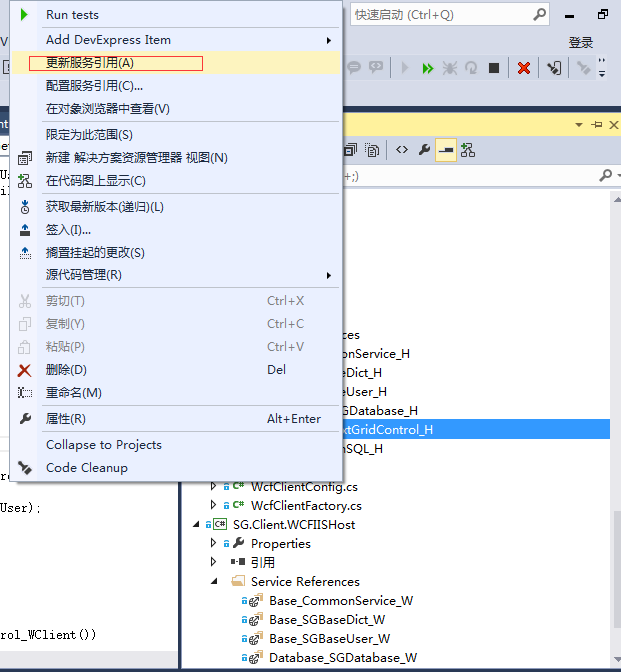 Run tests
快速启动 (Ctrl+Q)
Add DevExpress Item
登录
更新服务引用(A)
配置服务引用(C)...
在对象浏览器中查看(V)
限定为此范围(S)
新建 解决方案资源管理器 视图(N)
在代码图上显示(C)
+;)
获取最新版本(递归)(L)
签入(I)...
搁置挂起的更改(S)
源代码管理(R)
剪切(T) Ctrl+X
复制(Y) Ctrl+C
粘贴(P) Ctrl+V
删除(D) Del
重命名(M)
属性(R) Alt+Enter
Collapse to Projects
Code Cleanup
ces
onService_H
eDict_H
eUser_H
GDatabase_H
xtGridControl_H
nSQL_H
WcfClientConfig.cs
WcfClientFactory.cs
User);
SG.Client.WCFIISHost
Properties
引用
Service References
Base_CommonService_W
Base_SGBaseDict_W
Base_SGBaseUser_W
rol_WClient())
Database_SGDatabase_W